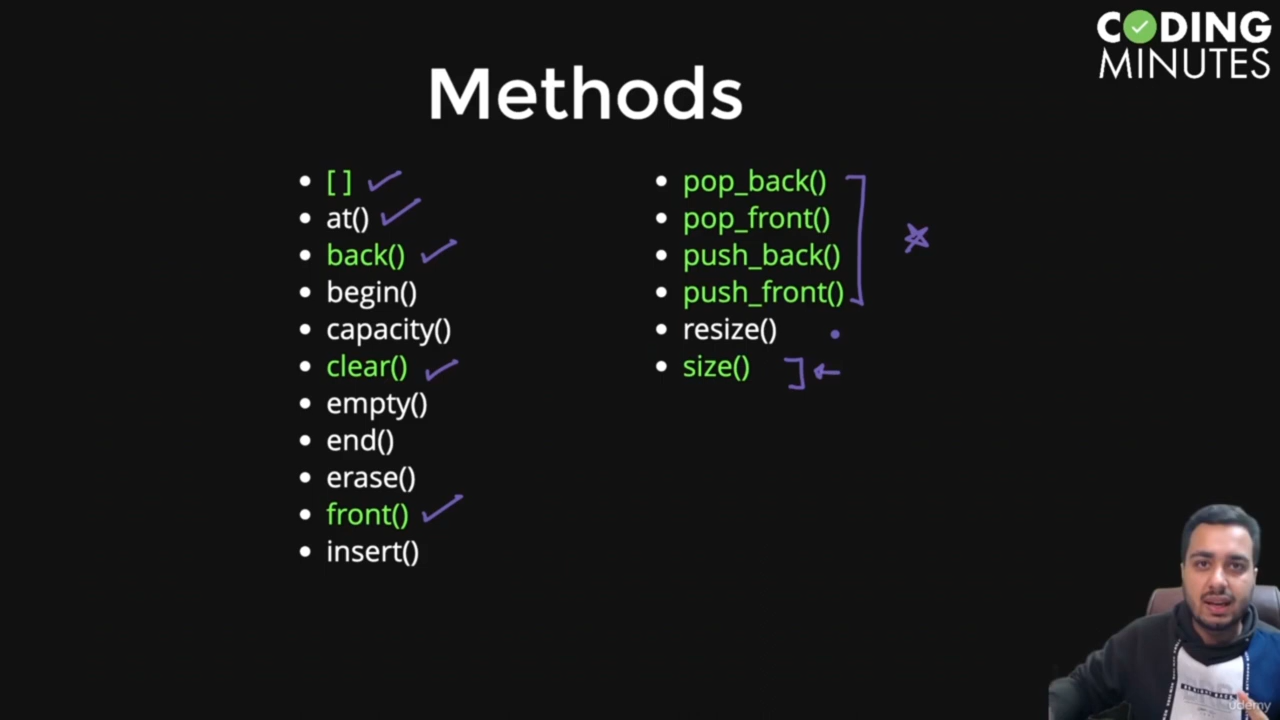 CODING
MINUTES
Methods
[ ]
at()
back()
begin()
capacity()
clear()
empty()
end()
erase()
front()
insert()
pop_back()
pop_front()
push_back()
push_front()
resize()
size()
udemy